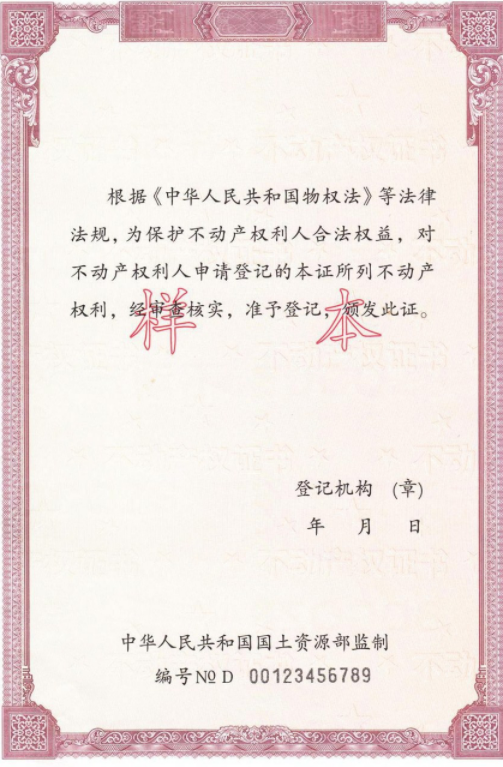 根据《中华人民共和国物权法》等法律
法规，为保护不动产权利人合法权益，对
不动产权利人申请登记的本证所列不动产
权利，经审查核实，准予登记，颁发此证。
样本
登记机构 (章)
年 月 日
中华人民共和国国土资源部监制
编号№ D 00123456789